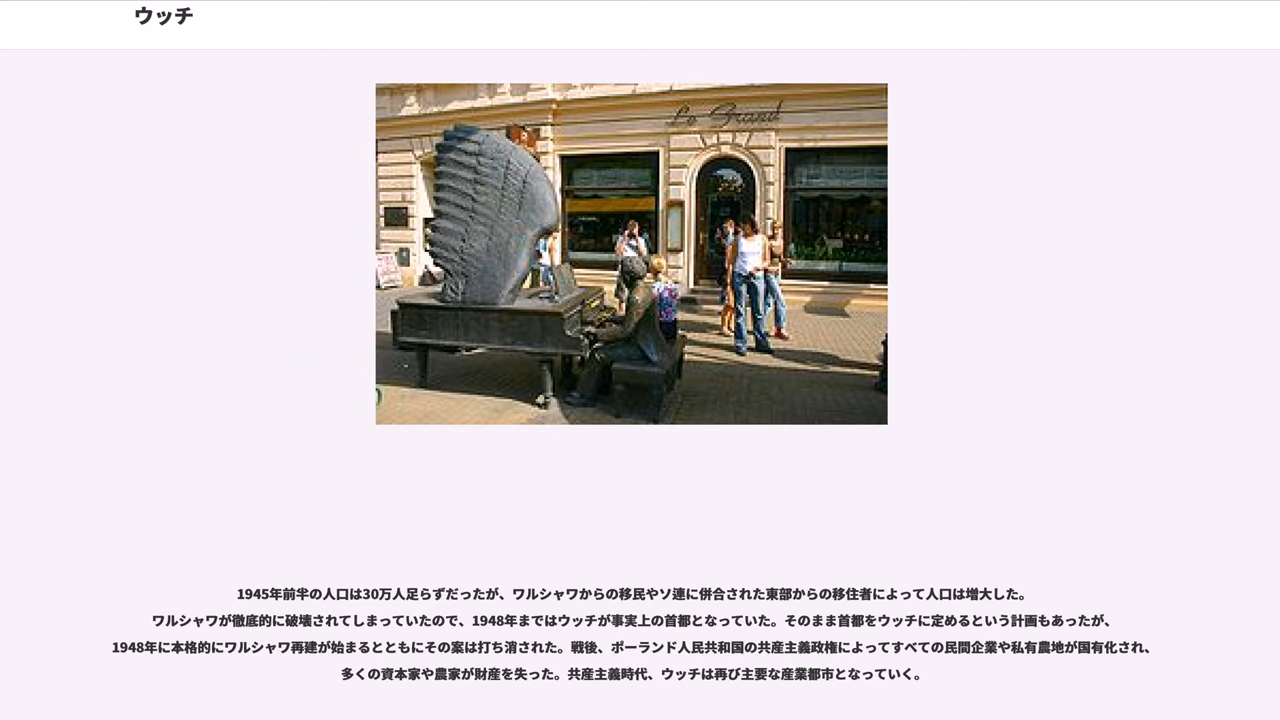 ウッチ
Le Grand
1945年前半の人口は30万人足らずだったが、ワルシャワからの移民やソ連に併合された東部からの移住者によって人口は増大した。
ワルシャワが徹底的に破壊されてしまっていたので、1948年まではウッチが事実上の首都となっていた。そのまま首都をウッチに定めるという計画もあったが、
1948年に本格的にワルシャワ再建が始まるとともにその案は打ち消された。戦後、ポーランド人民共和国の共産主義政権によってすべての民間企業や私有農地が国有化され、
多くの資本家や農家が財産を失った。共産主義時代、ウッチは再び主要な産業都市となっていく。